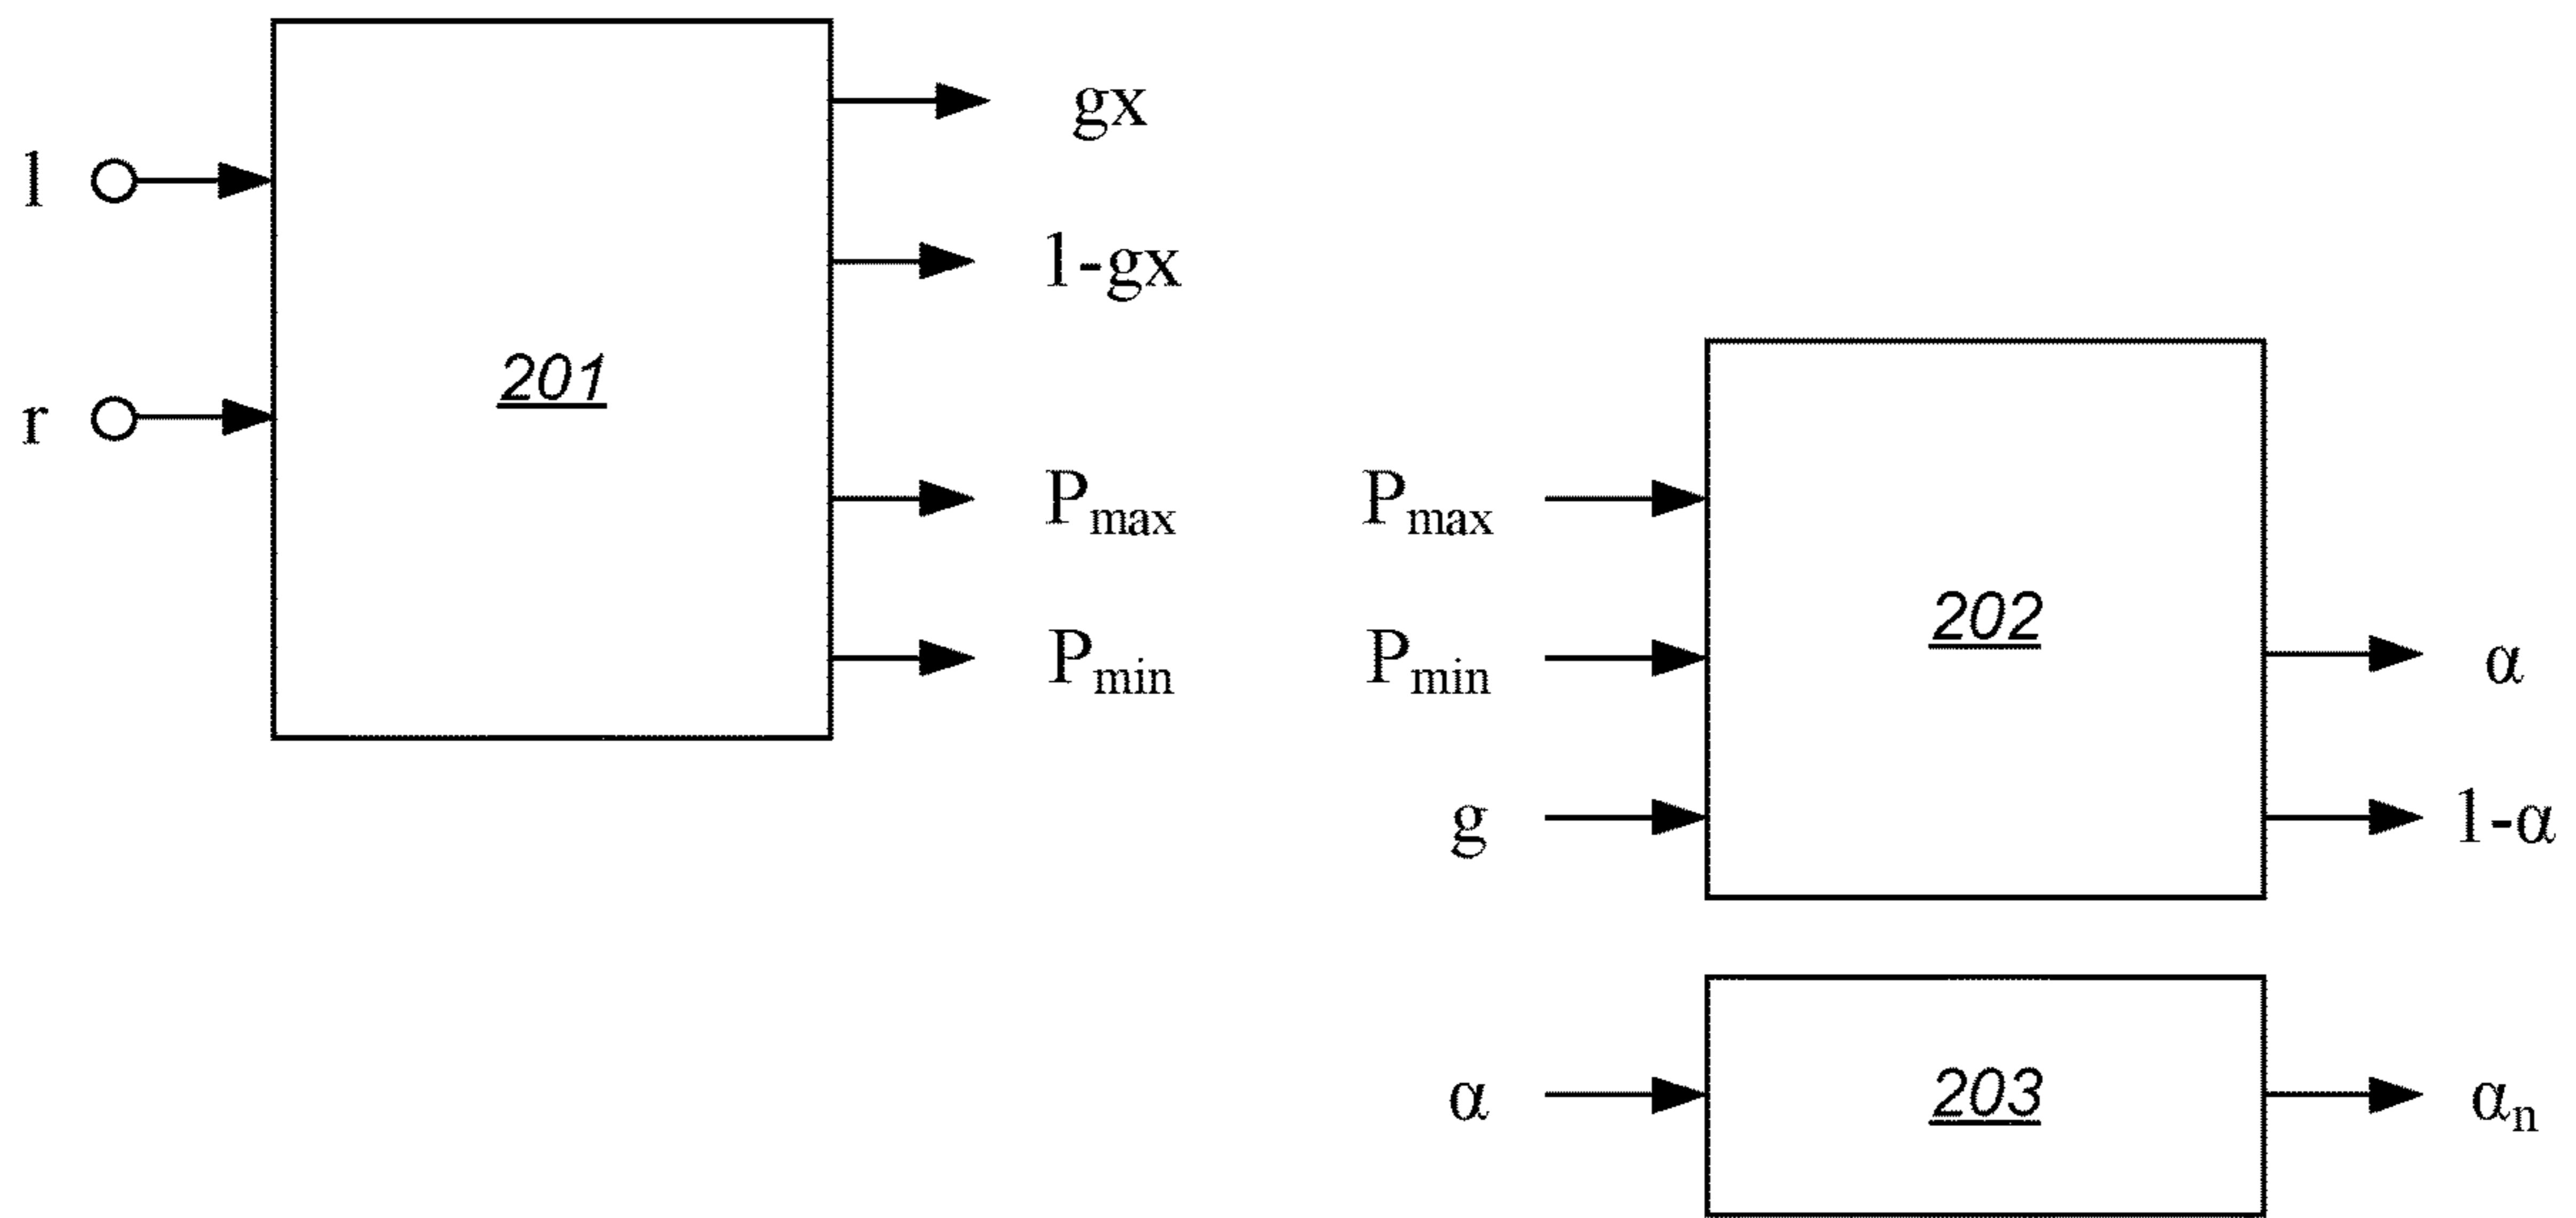 l
r
201
gx
1-gx
Pmax
Pmin
Pmax
Pmin
g
202
α
1-α
α
203
αn